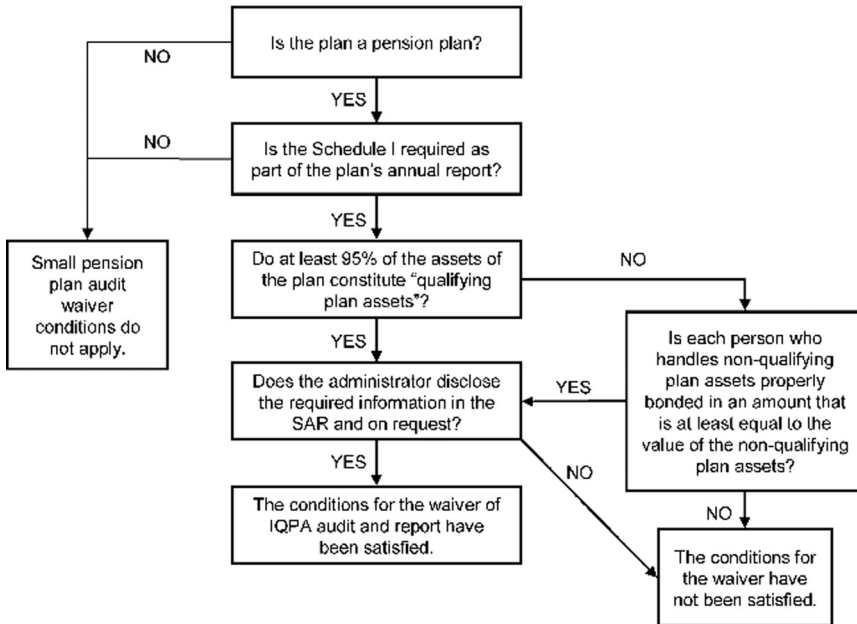 Is the plan a pension plan?
NO
YES
Is the Schedule I required as
part of the plan's annual report?
NO
YES
Small pension
plan audit
waiver
conditions do
not apply.
Do at least 95% of the assets of
the plan constitute “qualifying
plan assets”?
NO
YES
Is each person who
handles non-qualifying
plan assets properly
bonded in an amount that
is at least equal to the
value of the non-qualifying
plan assets?
Does the administrator disclose
the required information in the
SAR and on request?
YES
YES
NO
NO
The conditions for the waiver of
IQPA audit and report have
been satisfied.
The conditions for
the waiver have
not been satisfied.